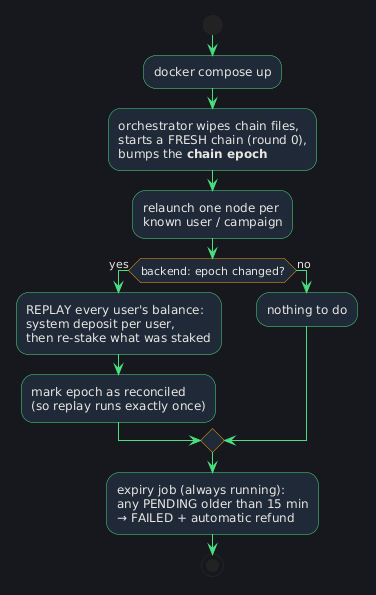 docker compose up
orchestrator wipes chain files,
starts a FRESH chain (round 0),
bumps the chain epoch
relaunch one node per
known user / campaign
yes
backend: epoch changed?
no
REPLAY every user's balance:
system deposit per user,
then re-stake what was staked
nothing to do
mark epoch as reconciled
(so replay runs exactly once)
expiry job (always running):
any PENDING older than 15 min
→ FAILED + automatic refund